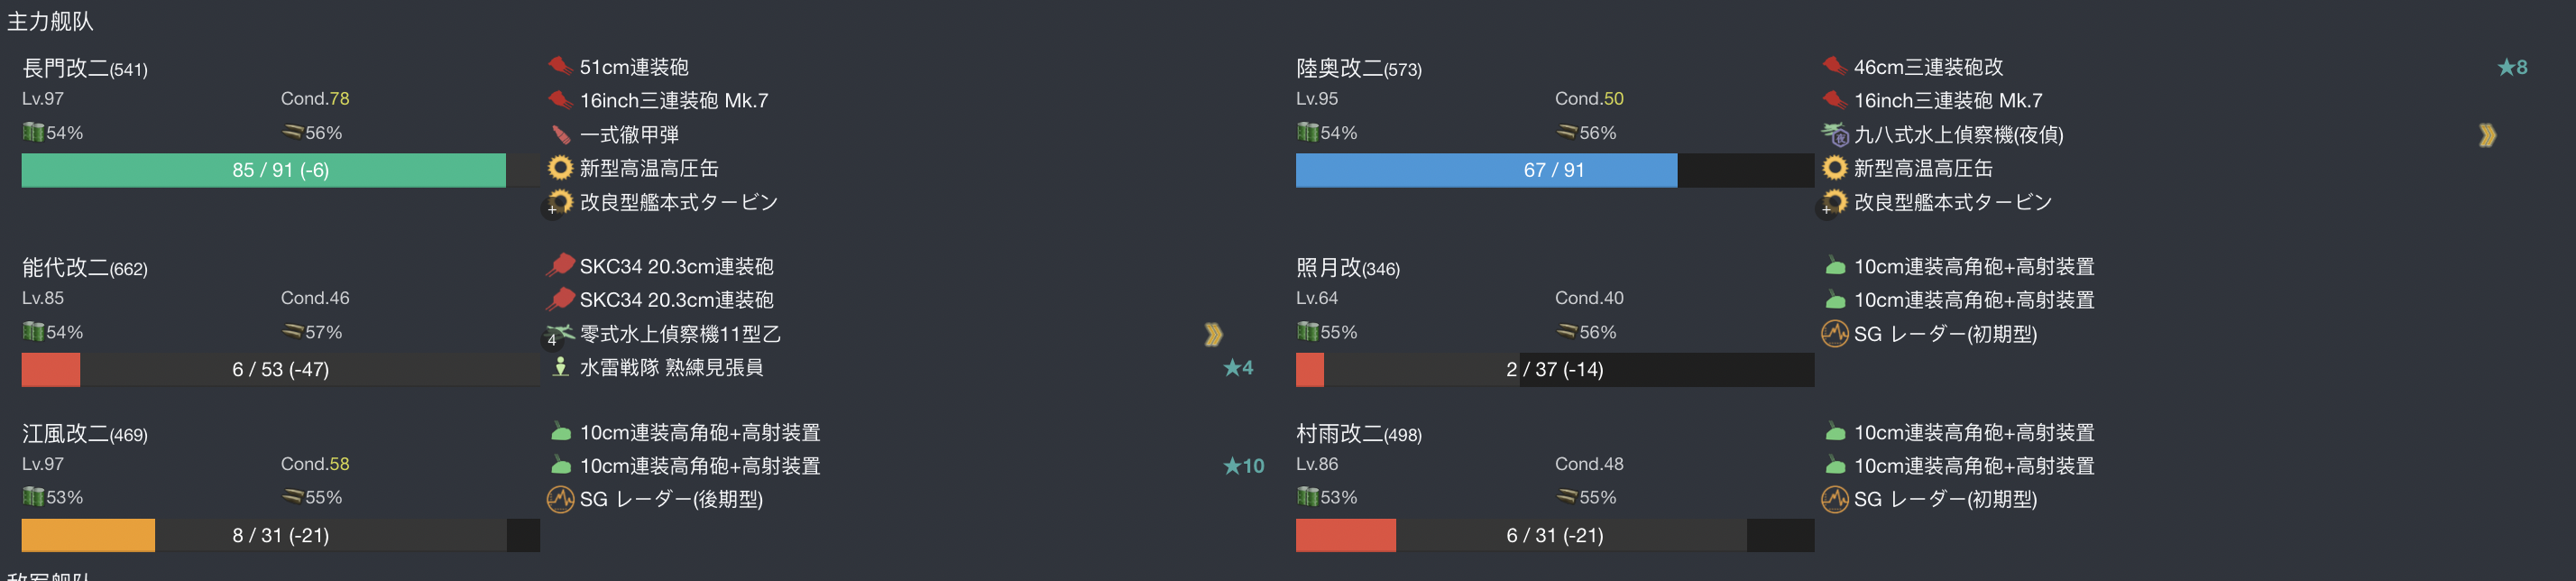 主力舰队
長門改二(541)
Lv.97 Cond.78
54% 56%
85 / 91 (-6)
51cm連装砲
16inch三連装砲 Mk.7
一式徹甲弾
新型高温高圧缶
+ 改良型艦本式タービン
陸奥改二(573)
Lv.95 Cond.50
54% 56%
67 / 91
46cm三連装砲改 ★8
16inch三連装砲 Mk.7
九八式水上偵察機(夜偵)
新型高温高圧缶
+ 改良型艦本式タービン
能代改二(662)
Lv.85 Cond.46
54% 57%
6 / 53 (-47)
SKC34 20.3cm連装砲
SKC34 20.3cm連装砲
4 零式水上偵察機11型乙
水雷戦隊 熟練見張員 ★4
照月改(346)
Lv.64 Cond.40
55% 56%
2 / 37 (-14)
10cm連装高角砲+高射装置
10cm連装高角砲+高射装置
SG レーダー(初期型)
江風改二(469)
Lv.97 Cond.58
53% 55%
8 / 31 (-21)
10cm連装高角砲+高射装置
10cm連装高角砲+高射装置 ★10
SG レーダー(後期型)
村雨改二(498)
Lv.86 Cond.48
53% 55%
6 / 31 (-21)
10cm連装高角砲+高射装置
10cm連装高角砲+高射装置
SG レーダー(初期型)
敌军舰队